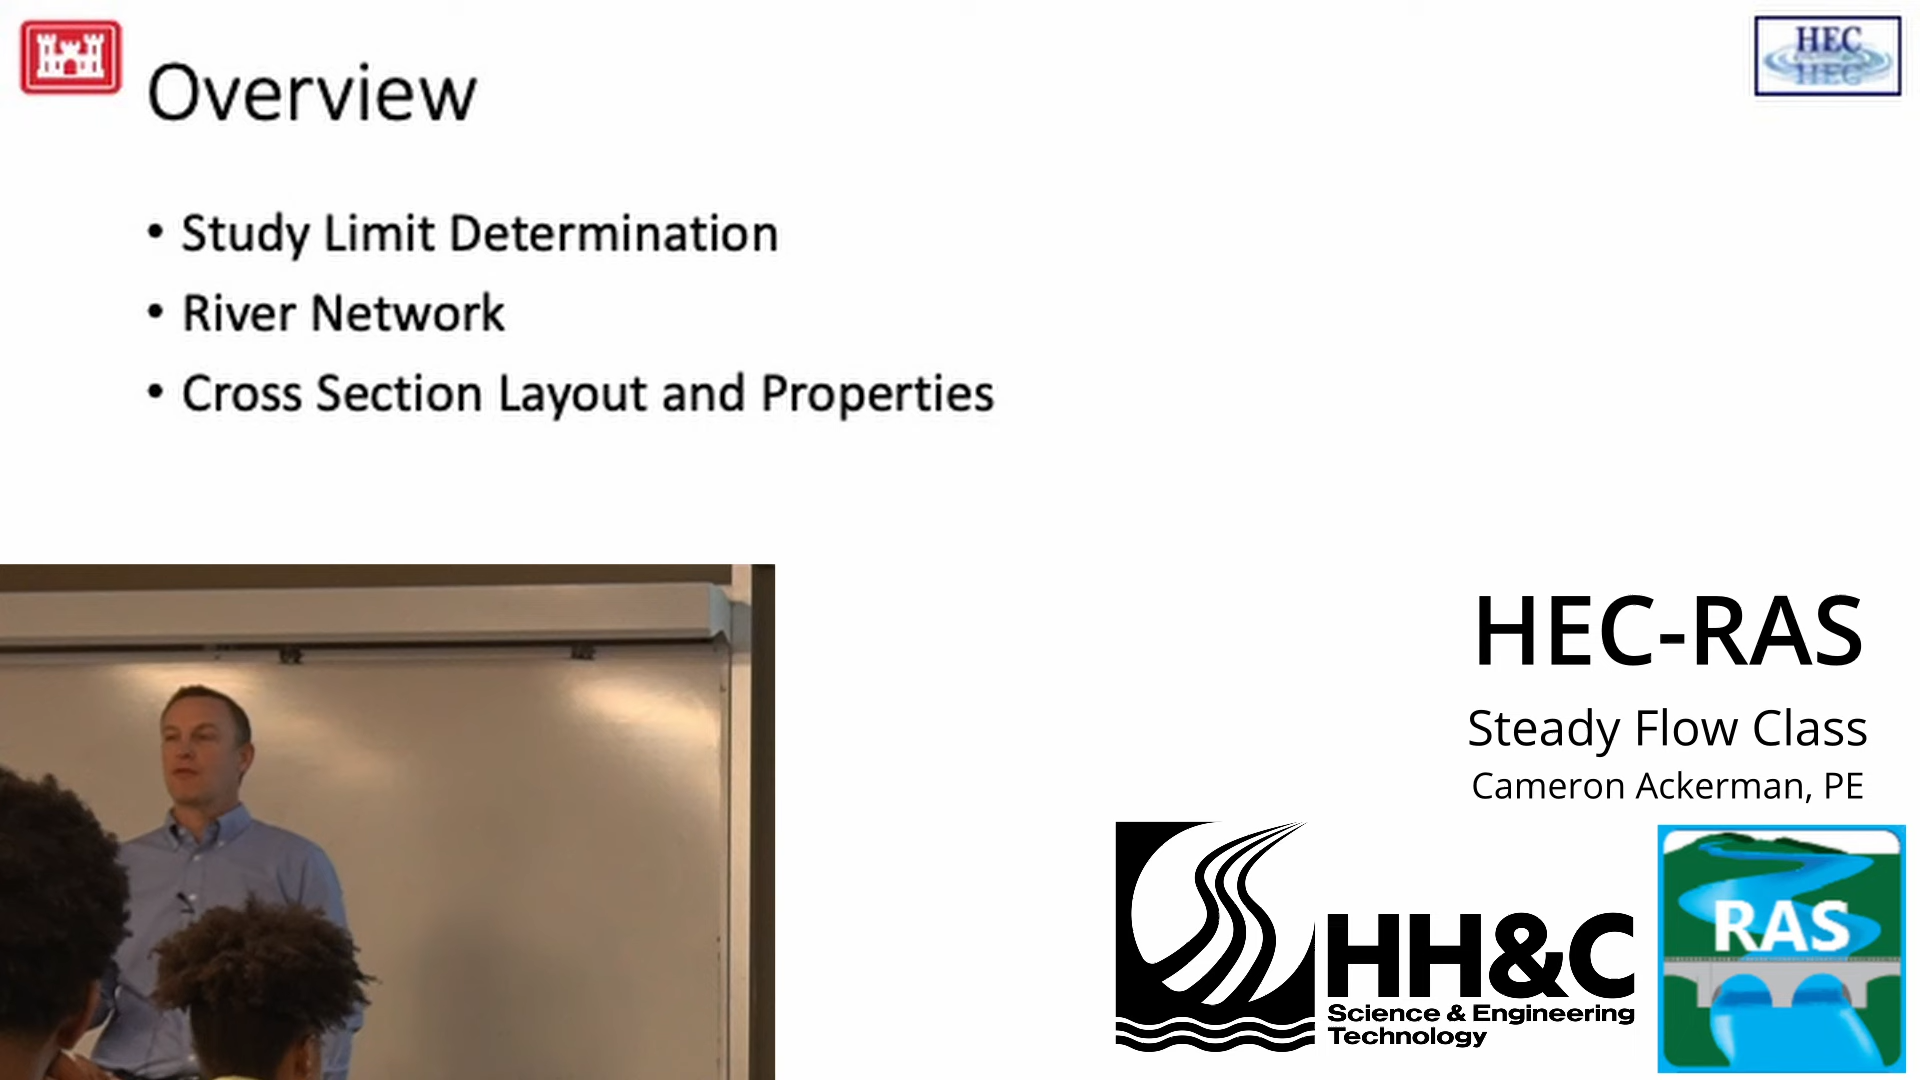 Overview
HEC
HEC
• Study Limit Determination
• River Network
• Cross Section Layout and Properties
HEC-RAS
Steady Flow Class
Cameron Ackerman, PE
HH&C
Science & Engineering
Technology
RAS